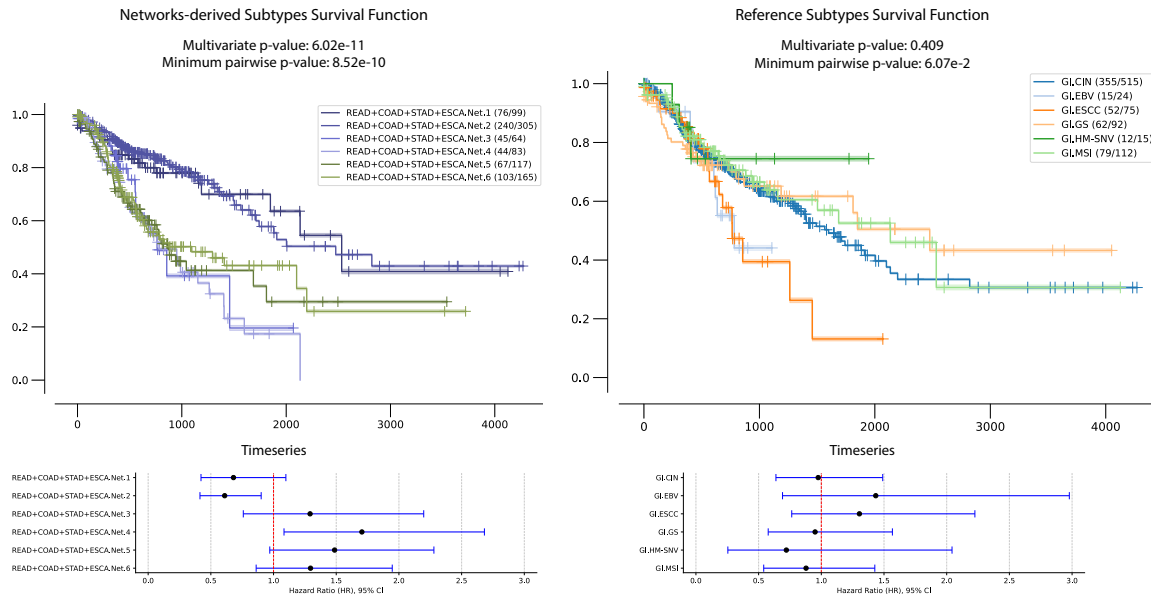 Networks-derived Subtypes Survival Function
Multivariate p-value: 6.02e-11
Minimum pairwise p-value: 8.52e-10
READ+COAD+STAD+ESCA.Net.1 (76/99)
READ+COAD+STAD+ESCA.Net.2 (240/305)
READ+COAD+STAD+ESCA.Net.3 (45/64)
READ+COAD+STAD+ESCA.Net.4 (44/83)
READ+COAD+STAD+ESCA.Net.5 (67/117)
READ+COAD+STAD+ESCA.Net.6 (103/165)
1.0
0.8
0.6
0.4
0.2
0.0
0 1000 2000 3000 4000
Timeseries
READ+COAD+STAD+ESCA.Net.1
READ+COAD+STAD+ESCA.Net.2
READ+COAD+STAD+ESCA.Net.3
READ+COAD+STAD+ESCA.Net.4
READ+COAD+STAD+ESCA.Net.5
READ+COAD+STAD+ESCA.Net.6
0.0 0.5 1.0 1.5 2.0 2.5 3.0
Hazard Ratio (HR), 95% CI
Reference Subtypes Survival Function
Multivariate p-value: 0.409
Minimum pairwise p-value: 6.07e-2
GI.CIN (355/515)
GI.EBV (15/24)
GI.ESCC (52/75)
GI.GS (62/92)
GI.HM-SNV (12/15)
GI.MSI (79/112)
1.0
0.8
0.6
0.4
0.2
0.0
0 1000 2000 3000 4000
Timeseries
GI.CIN
GI.EBV
GI.ESCC
GI.GS
GI.HM-SNV
GI.MSI
0.0 0.5 1.0 1.5 2.0 2.5 3.0
Hazard Ratio (HR), 95% CI